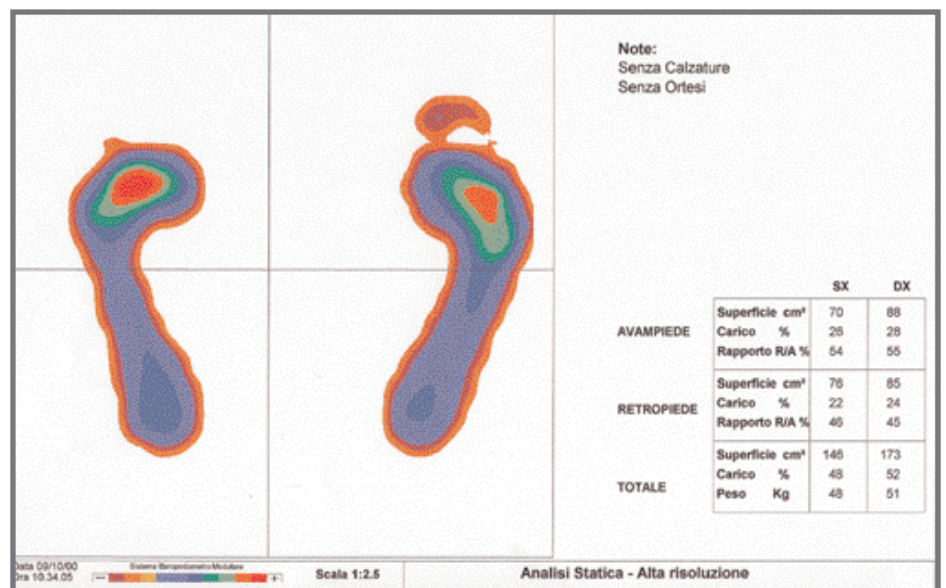 Note:
Senza Calzature
Senza Ortesi
SX DX
AVAMPIEDE
Superficie cm² 70 88
Carico % 26 28
Rapporto R/A % 54 55
RETROPIEDE
Superficie cm² 76 85
Carico % 22 24
Rapporto R/A % 46 45
TOTALE
Superficie cm² 146 173
Carico % 48 52
Peso Kg 48 51
Data 09/10/00
Ora 10.34.05
Sistema Baropodometro Modulare
− +
Scala 1:2.5
Analisi Statica - Alta risoluzione